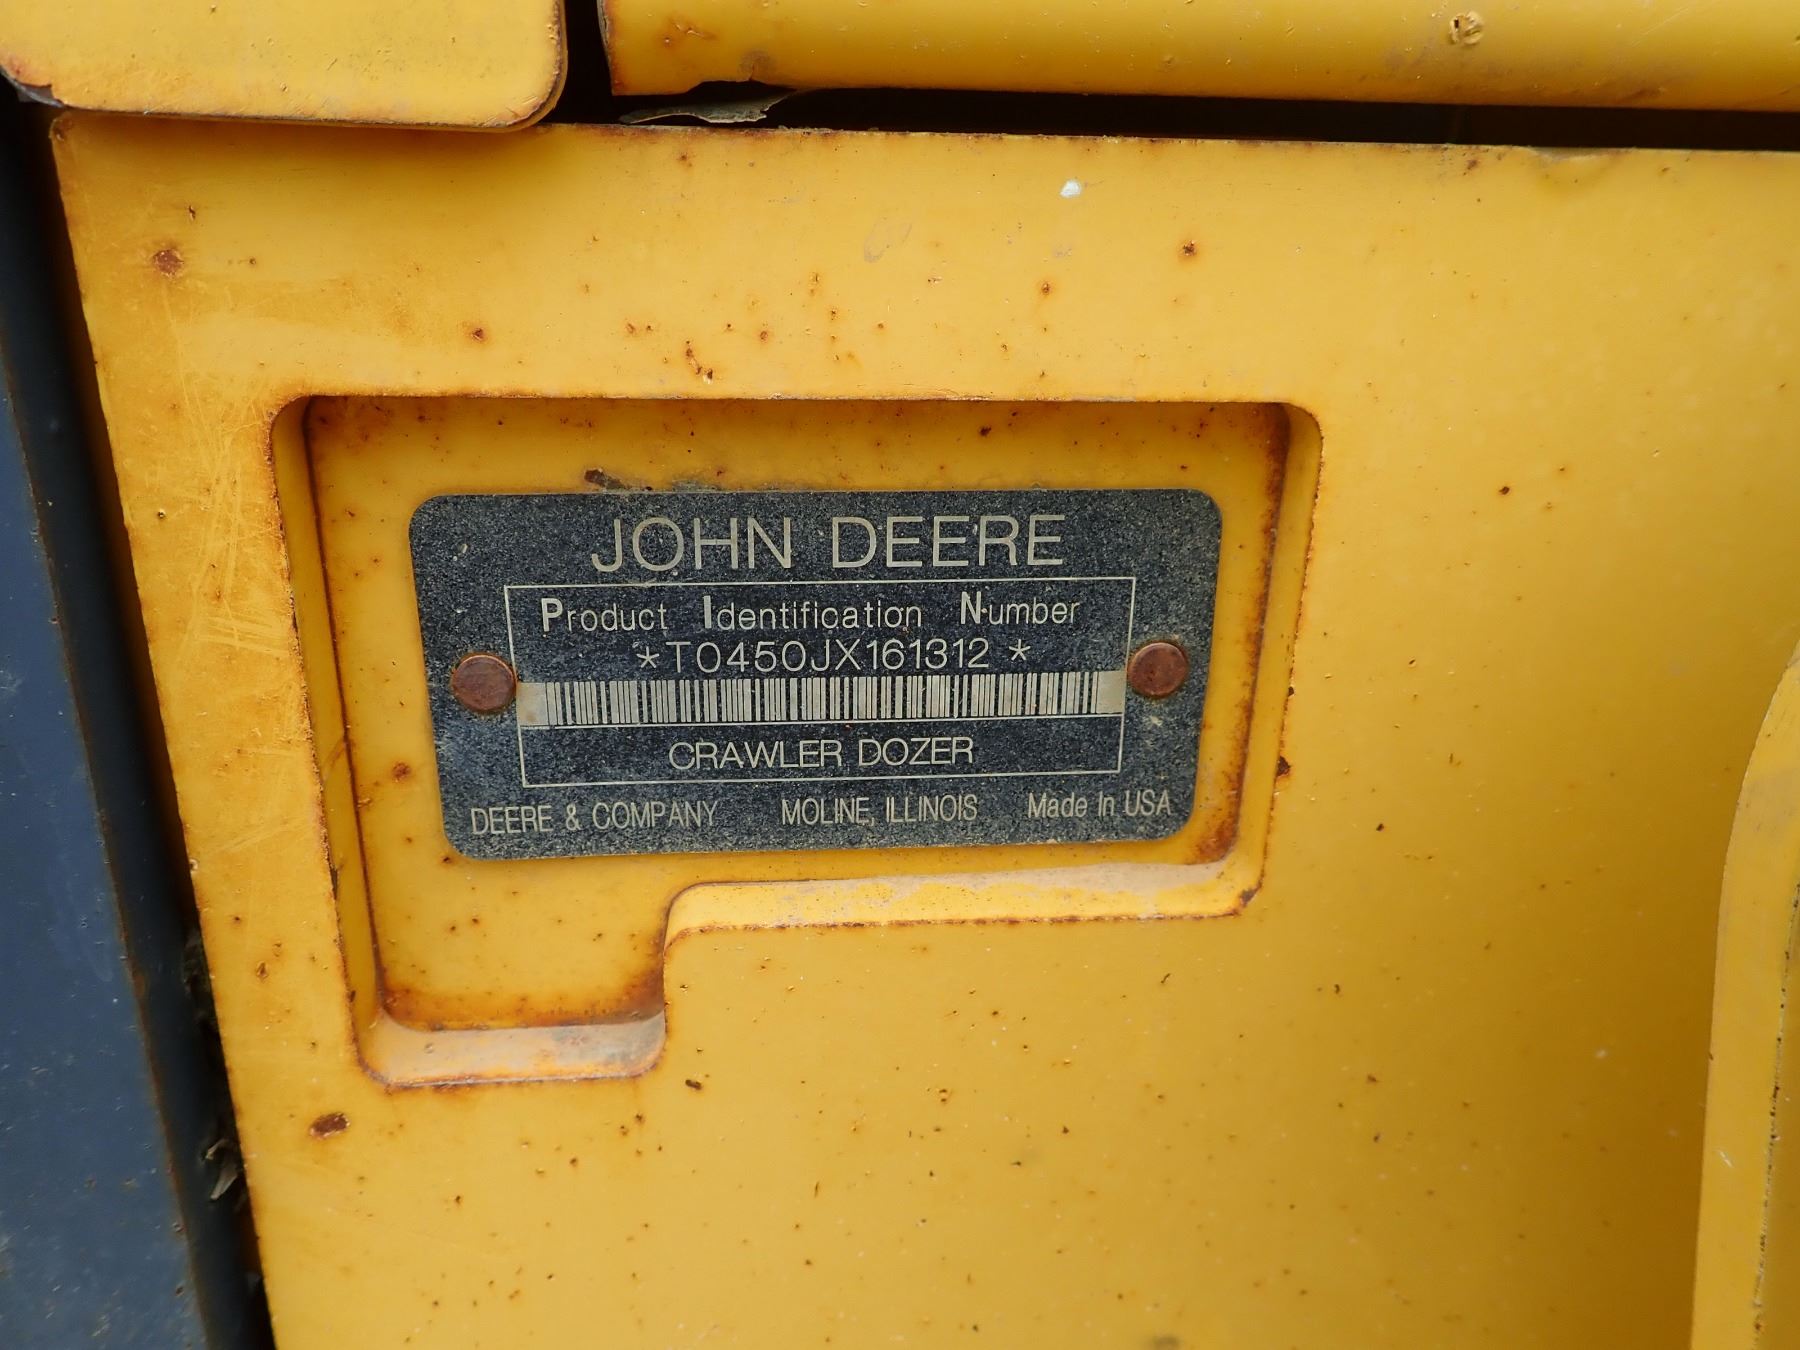 JOHN DEERE
Product Identification Number
*T0450JX161312*
CRAWLER DOZER
DEERE & COMPANY MOLINE, ILLINOIS Made In USA